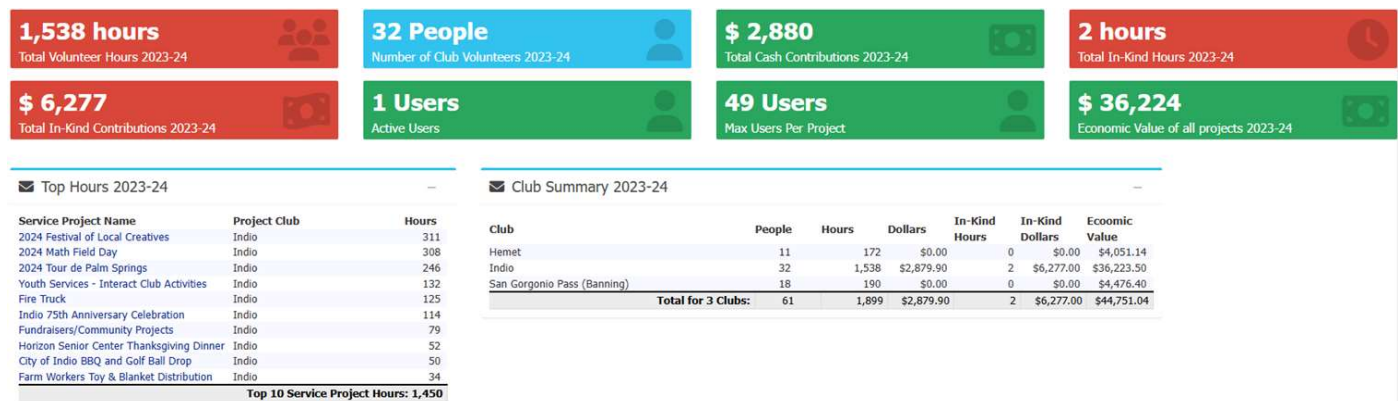 1,538 hours
Total Volunteer Hours 2023-24
32 People
Number of Club Volunteers 2023-24
$ 2,880
Total Cash Contributions 2023-24
2 hours
Total In-Kind Hours 2023-24
$ 6,277
Total In-Kind Contributions 2023-24
1 Users
Active Users
49 Users
Max Users Per Project
$ 36,224
Economic Value of all projects 2023-24
Top Hours 2023-24
Service Project Name Project Club Hours
2024 Festival of Local Creatives Indio 311
2024 Math Field Day Indio 308
2024 Tour de Palm Springs Indio 246
Youth Services - Interact Club Activities Indio 132
Fire Truck Indio 125
Indio 75th Anniversary Celebration Indio 114
Fundraisers/Community Projects Indio 79
Horizon Senior Center Thanksgiving Dinner Indio 52
City of Indio BBQ and Golf Ball Drop Indio 50
Farm Workers Toy & Blanket Distribution Indio 34
Top 10 Service Project Hours: 1,450
Club Summary 2023-24
Club People Hours Dollars In-Kind Hours In-Kind Dollars Ecoomic Value
Hemet 11 172 $0.00 0 $0.00 $4,051.14
Indio 32 1,538 $2,879.90 2 $6,277.00 $36,223.50
San Gorgonio Pass (Banning) 18 190 $0.00 0 $0.00 $4,476.40
Total for 3 Clubs: 61 1,899 $2,879.90 2 $6,277.00 $44,751.04